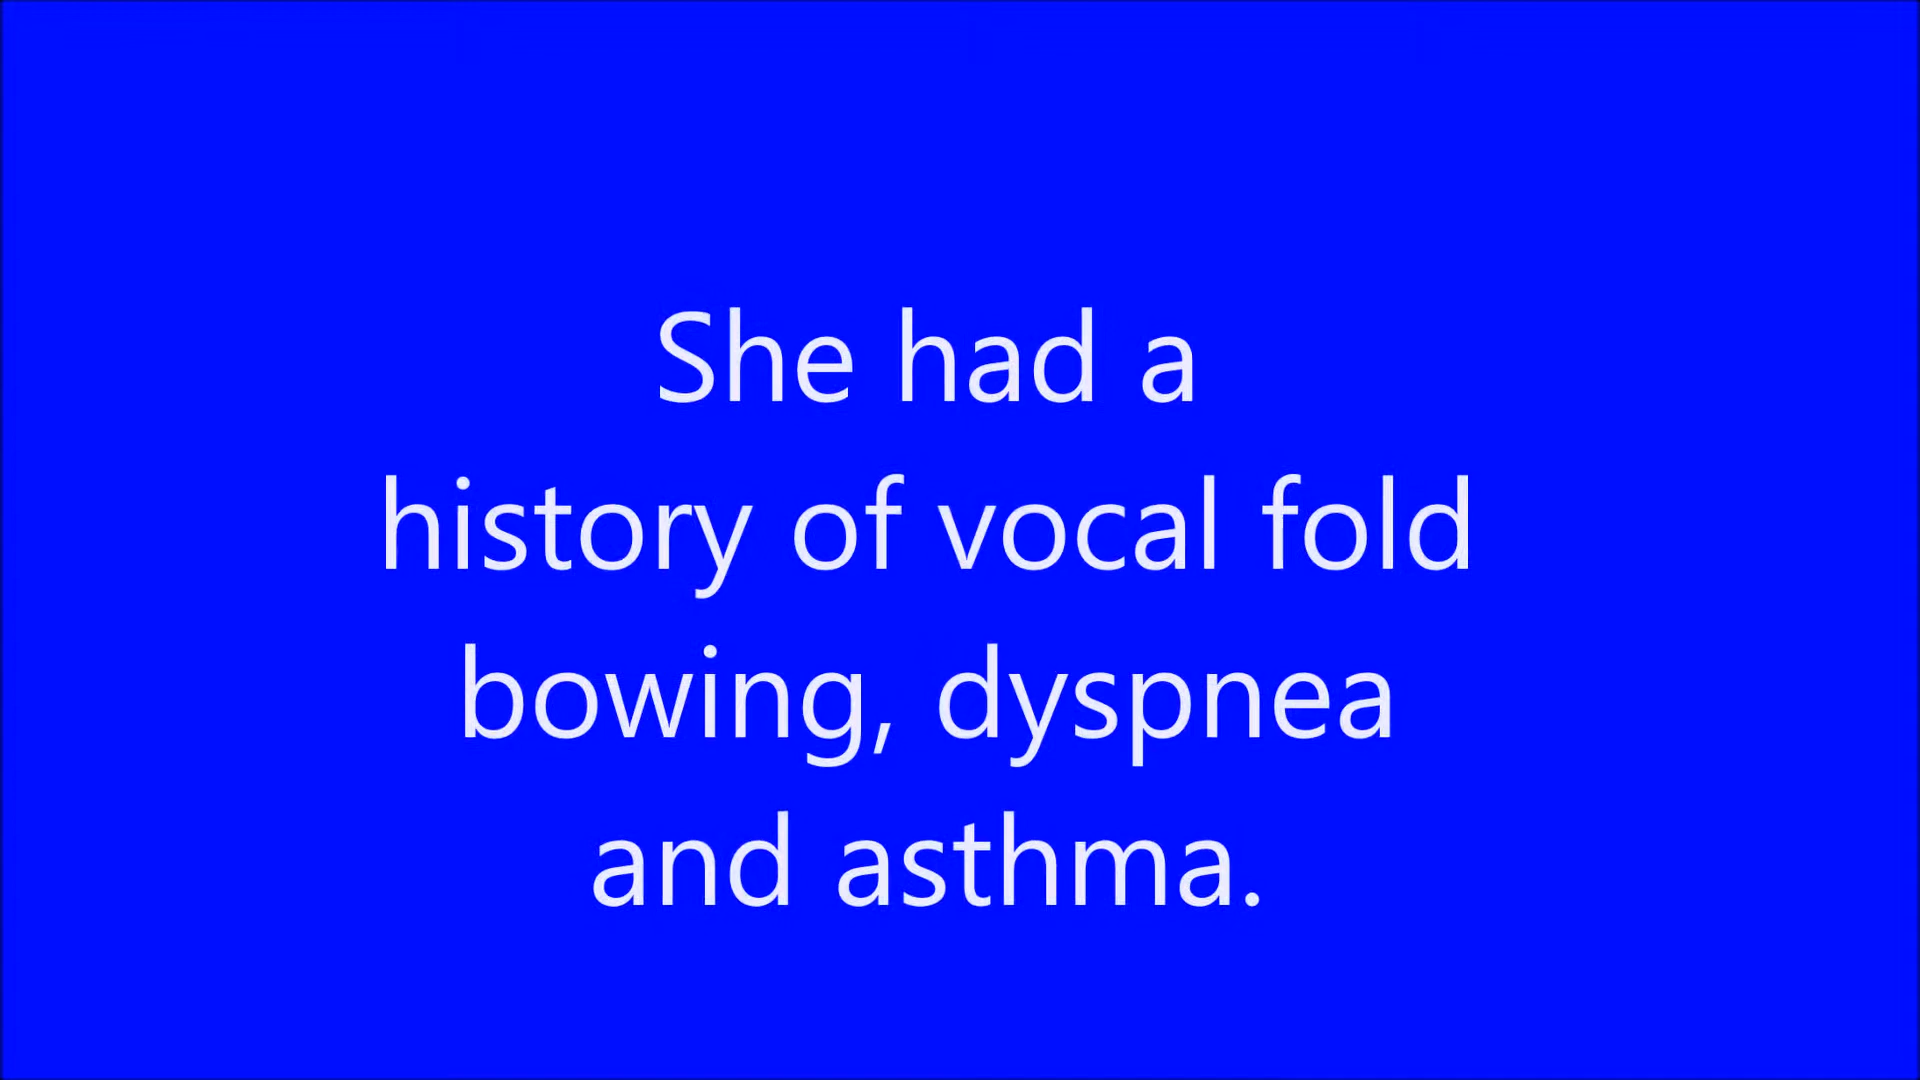 She had a
history of vocal fold
bowing, dyspnea
and asthma.